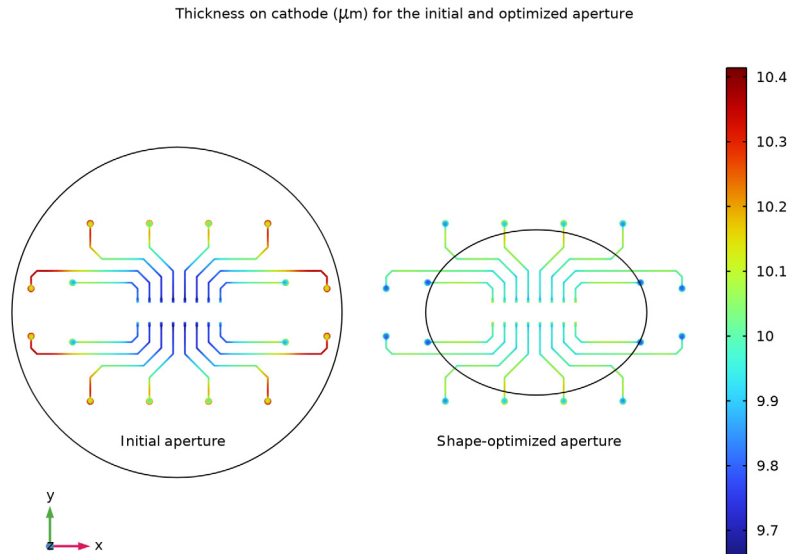 Thickness on cathode (μm) for the initial and optimized aperture
10.4
10.3
10.2
10.1
10
9.9
9.8
9.7
Initial aperture
Shape-optimized aperture
y
z
x